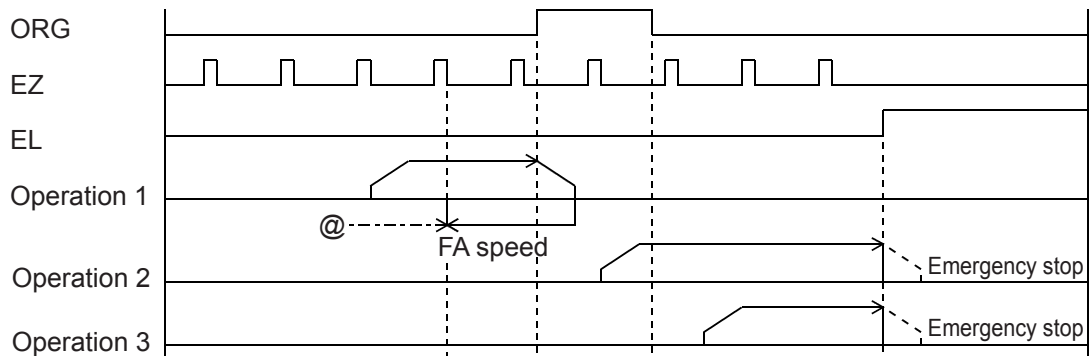 ORG
EZ
EL
Operation 1
@
FA speed
Operation 2
Emergency stop
Operation 3
Emergency stop